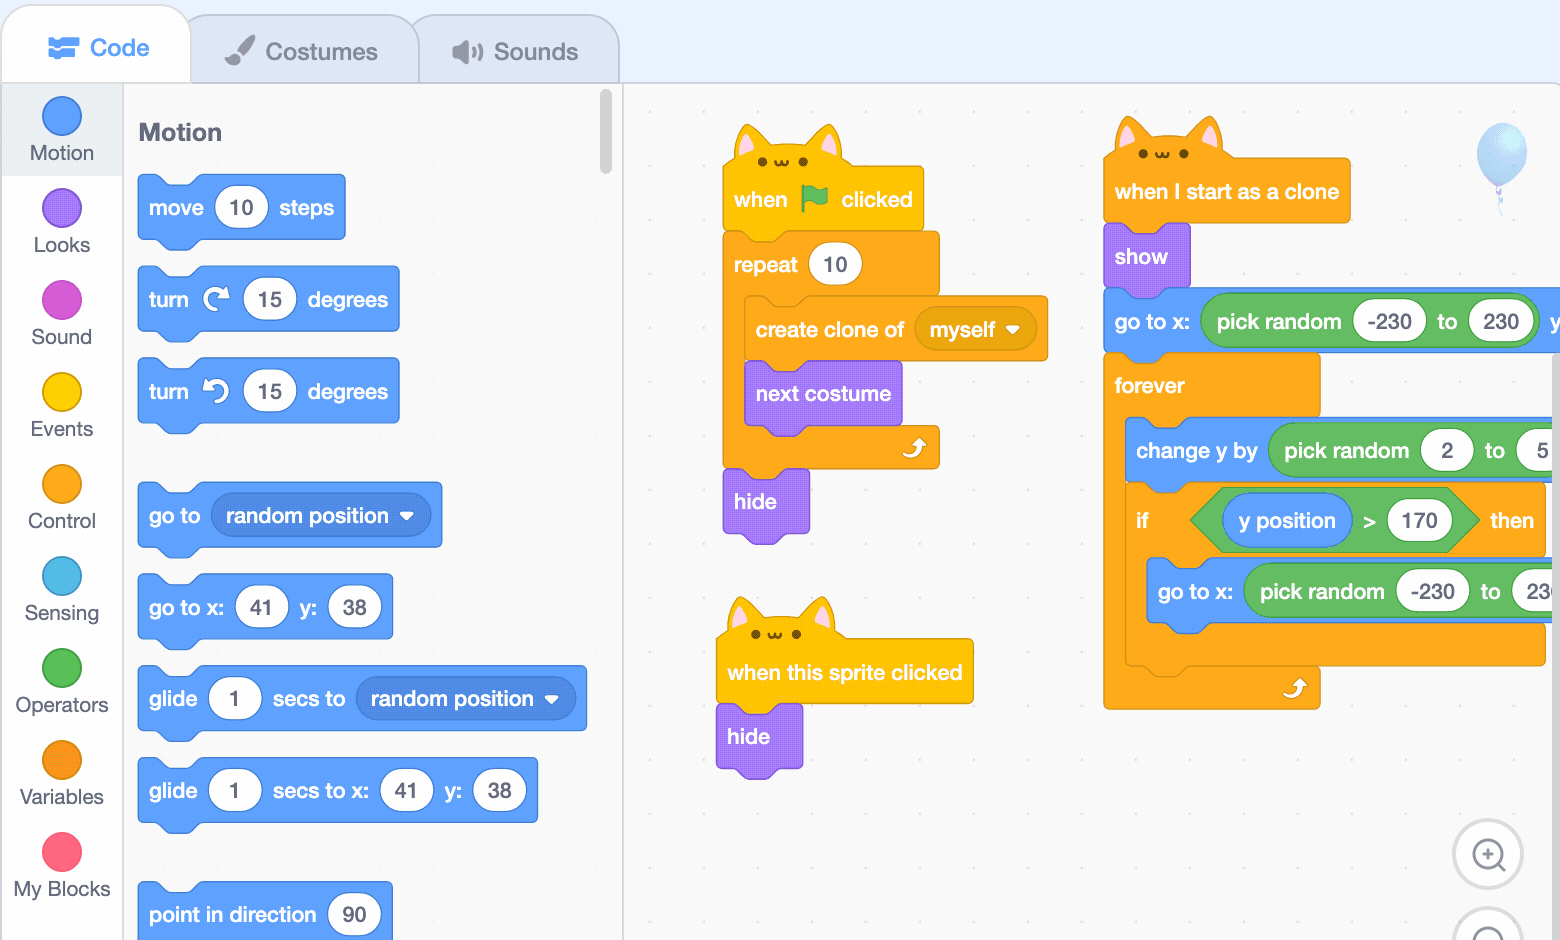 Code
Costumes
Sounds
Motion
Looks
Sound
Events
Control
Sensing
Operators
Variables
My Blocks
Motion
move 10 steps
turn 15 degrees
turn 15 degrees
go to random position
go to x: 41 y: 38
glide 1 secs to random position
glide 1 secs to x: 41 y: 38
point in direction 90
when clicked
repeat 10
create clone of myself
next costume
hide
when this sprite clicked
hide
when I start as a clone
show
go to x: pick random -230 to 230 y
forever
change y by pick random 2 to 5
if y position > 170 then
go to x: pick random -230 to 23